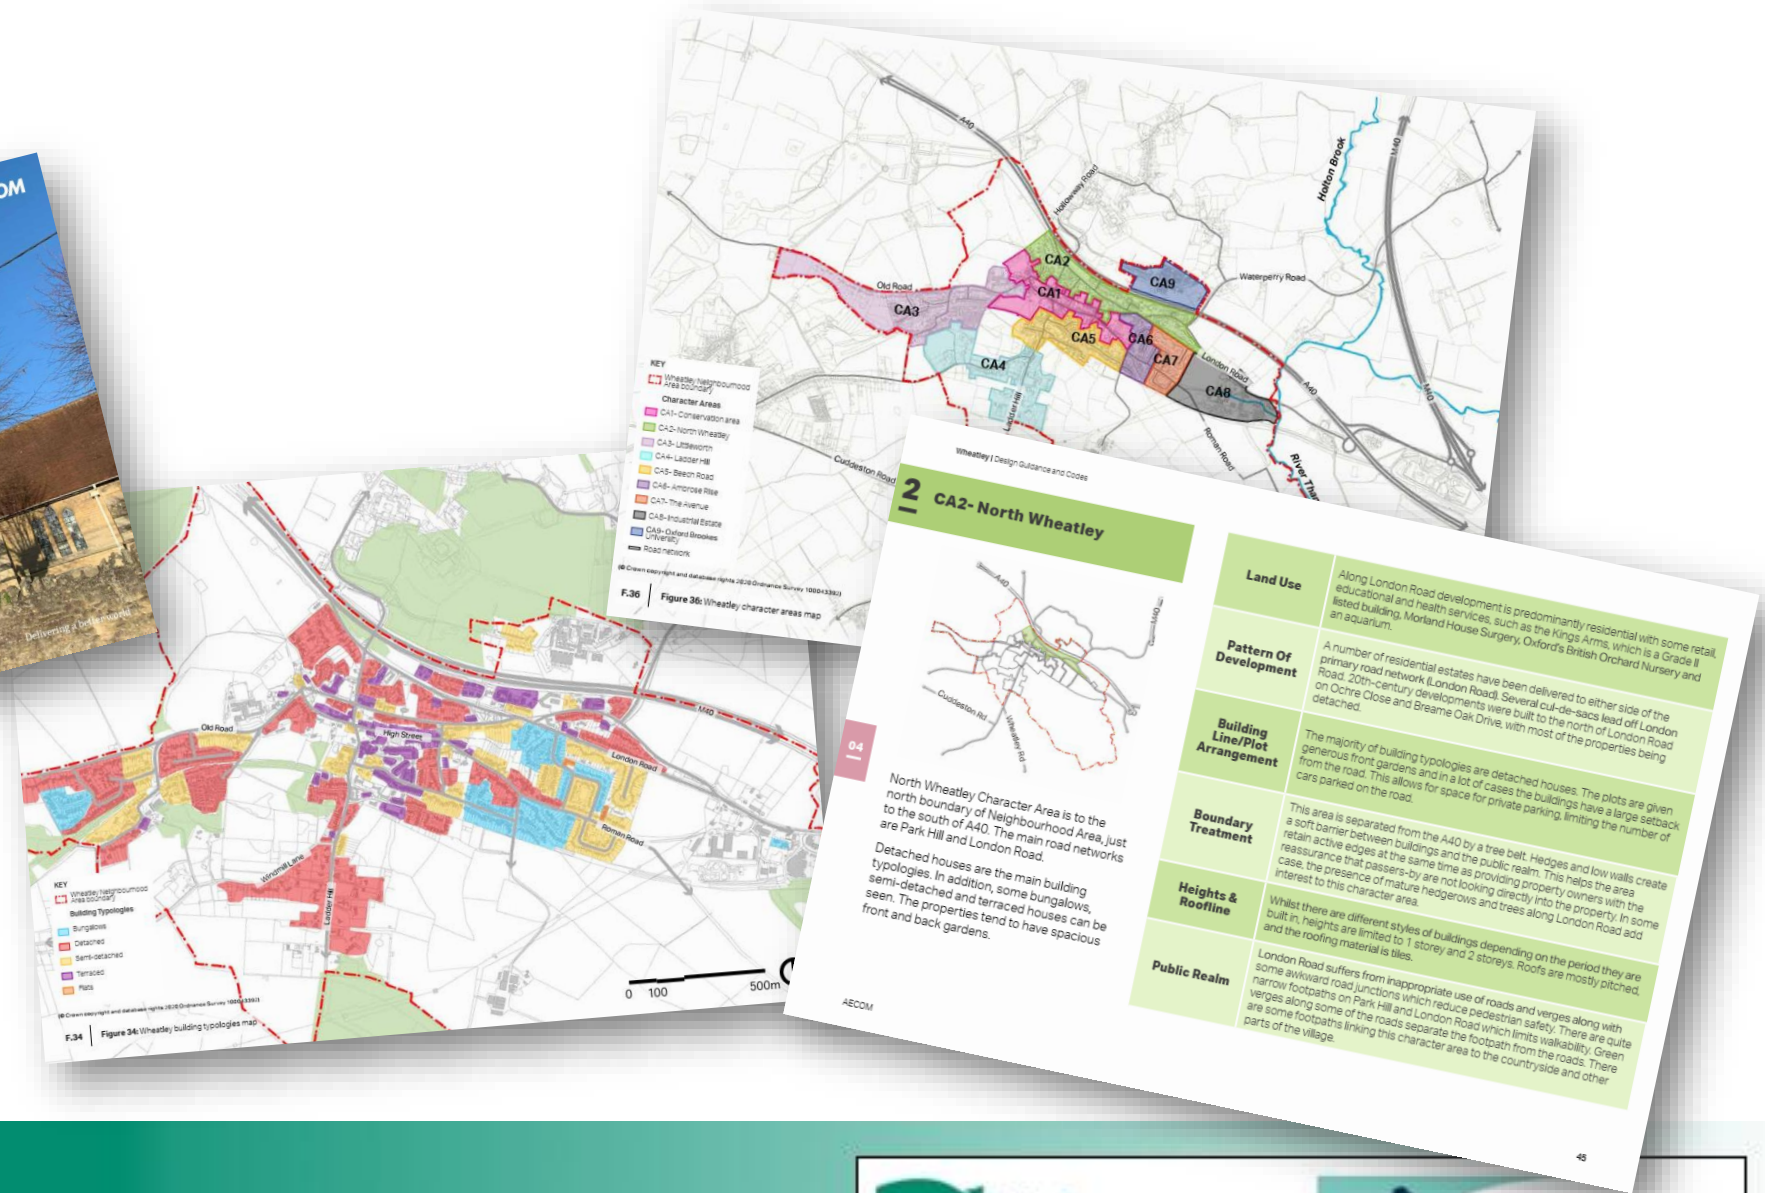 OM
Delivering a better world
A40
Hollowway Road
Holton Brook
M40
Waterperry Road
Old Road
CA2
CA9
CA1
CA3
CA5
CA6
CA7
CA4
CA8
London Road
A40
M40
Ladder Hill
Roman Road
Cuddeston Road
River Tha
KEY
Wheatley Neighbourhood
Area boundary
Character Areas
CA1- Conservation area
CA2- North Wheatley
CA3- Littleworth
CA4- Ladder Hill
CA5- Beech Road
CA6- Ambrose Rise
CA7- The Avenue
CA8- Industrial Estate
CA9- Oxford Brookes
University
Road network
(© Crown copyright and database rights 2020 Ordnance Survey 100043392)
F.36
Figure 36: Wheatley character areas map
Old Road
High Street
M40
London Road
Roman Road
Windmill Lane
Ladder Hill
KEY
Wheatley Neighbourhood
Area boundary
Building Typologies
Bungalows
Detached
Semi-detached
Terraced
Flats
0 100 500m
F.34
Figure 34: Wheatley building typologies map
Wheatley | Design Guidance and Codes
2
CA2- North Wheatley
A40
M40
Cuddeston Rd
Wheatley Rd
04
North Wheatley Character Area is to the
north boundary of Neighbourhood Area, just
to the south of A40. The main road networks
are Park Hill and London Road.
Detached houses are the main building
typologies. In addition, some bungalows,
semi-detached and terraced houses can be
seen. The properties tend to have spacious
front and back gardens.
AECOM
Land Use
Along London Road development is predominantly residential with some retail,
educational and health services, such as the Kings Arms, which is a Grade II
listed building, Morland House Surgery, Oxford's British Orchard Nursery and
an aquarium.
Pattern Of
Development
A number of residential estates have been delivered to either side of the
primary road network (London Road). Several cul-de-sacs lead off London
Road. 20th-century developments were built to the north of London Road
on Ochre Close and Breame Oak Drive, with most of the properties being
detached.
Building
Line/Plot
Arrangement
The majority of building typologies are detached houses. The plots are given
generous front gardens and in a lot of cases the buildings have a large setback
from the road. This allows for space for private parking, limiting the number of
cars parked on the road.
Boundary
Treatment
This area is separated from the A40 by a tree belt. Hedges and low walls create
a soft barrier between buildings and the public realm. This helps the area
retain active edges at the same time as providing property owners with the
reassurance that passers-by are not looking directly into the property. In some
case, the presence of mature hedgerows and trees along London Road add
interest to this character area.
Heights &
Roofline
Whilst there are different styles of buildings depending on the period they are
built in, heights are limited to 1 storey and 2 storeys. Roofs are mostly pitched,
and the roofing material is tiles.
Public Realm
London Road suffers from inappropriate use of roads and verges along with
some awkward road junctions which reduce pedestrian safety. There are quite
narrow footpaths on Park Hill and London Road which limits walkability. Green
verges along some of the roads separate the footpath from the roads. There
are some footpaths linking this character area to the countryside and other
parts of the village.
45